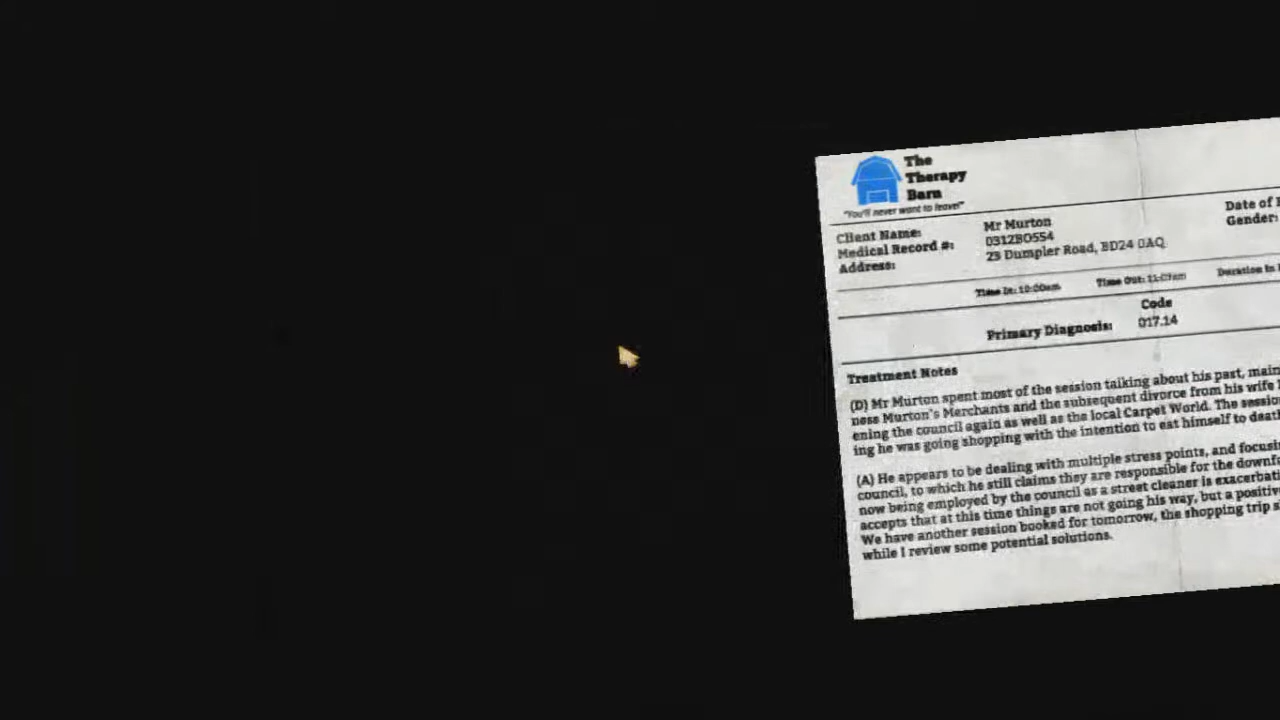 The
Therapy
Barn
"You'll never want to leave!"
Client Name: Mr Murton
Medical Record #: 0312BO554
Address: 23 Dumpler Road, BD24 0AQ
Date of
Gender:
Time In: 10:00am Time Out: 11:01am Duration in
Code
Primary Diagnosis: 017.14
Treatment Notes
(D) Mr Murton spent most of the session talking about his past, main
ness Murton's Merchants and the subsequent divorce from his wife
ening the council again as well as the local Carpet World. The sessio
ing he was going shopping with the intention to eat himself to deat
(A) He appears to be dealing with multiple stress points, and focusi
council, to which he still claims they are responsible for the downf
now being employed by the council as a street cleaner is exacerbati
accepts that at this time things are not going his way, but a positiv
We have another session booked for tomorrow, the shopping trip s
while I review some potential solutions.